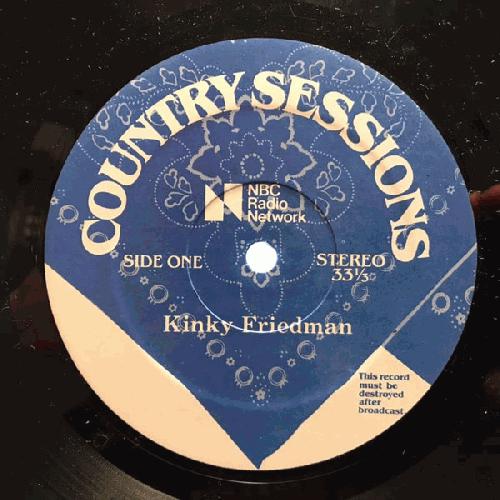 COUNTRY SESSIONS
NBC
Radio
Network
SIDE ONE
STEREO
33⅓
Kinky Friedman
This record
must be
destroyed
after
broadcast